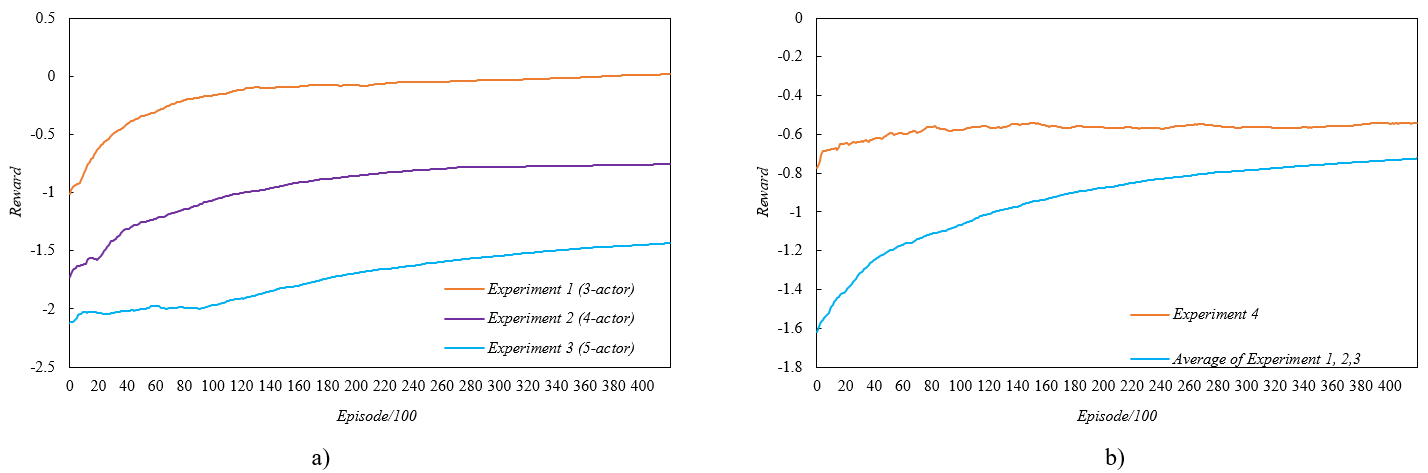 0.5
0
-0.5
-1
-1.5
-2
-2.5
Reward
Experiment 1 (3-actor)
Experiment 2 (4-actor)
Experiment 3 (5-actor)
0 20 40 60 80 100 120 140 160 180 200 220 240 260 280 300 320 340 360 380 400
Episode/100
a)
0
-0.2
-0.4
-0.6
-0.8
-1
-1.2
-1.4
-1.6
-1.8
Reward
Experiment 4
Average of Experiment 1, 2,3
0 20 40 60 80 100 120 140 160 180 200 220 240 260 280 300 320 340 360 380 400
Episode/100
b)